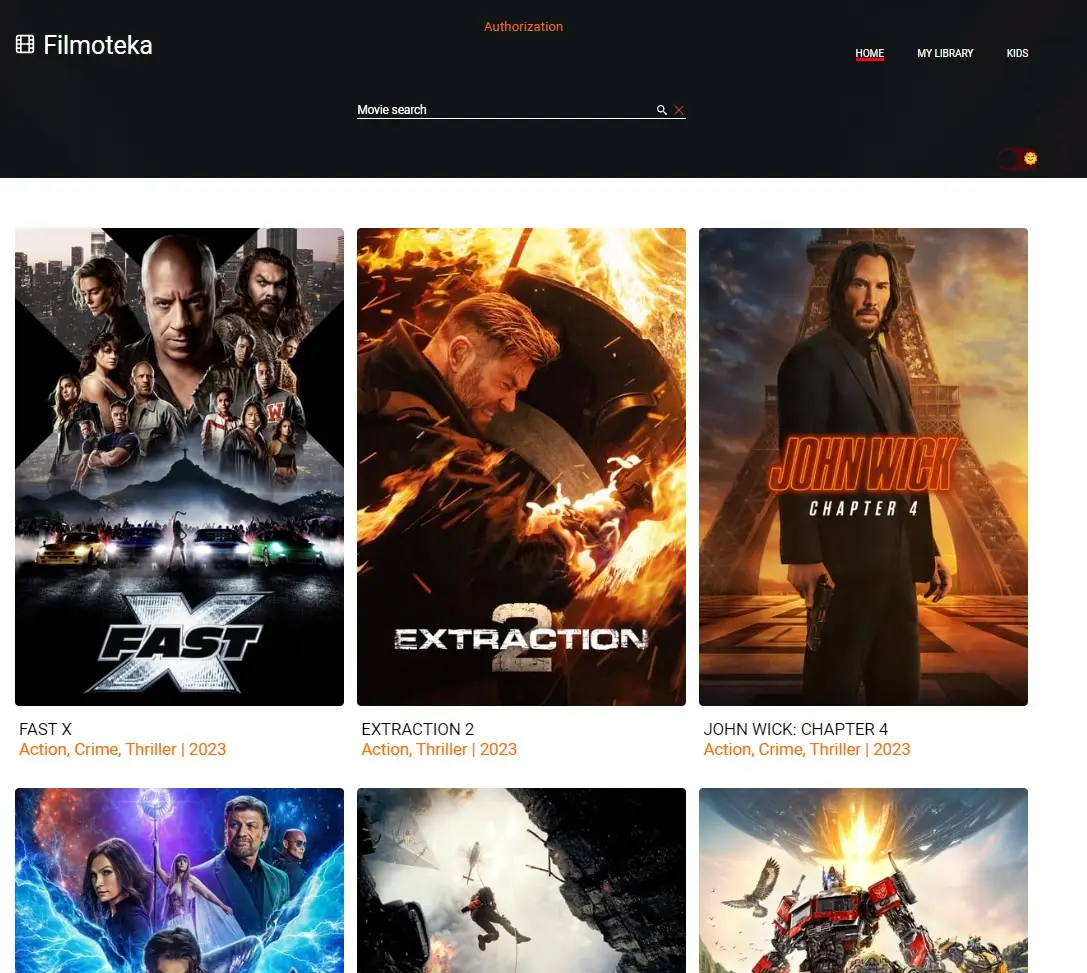 Authorization
Filmoteka
HOME MY LIBRARY KIDS
Movie search
W
FAST X
EXTRACTION 2
JOHN WICK
CHAPTER 4
FAST X
Action, Crime, Thriller | 2023
EXTRACTION 2
Action, Thriller | 2023
JOHN WICK: CHAPTER 4
Action, Crime, Thriller | 2023